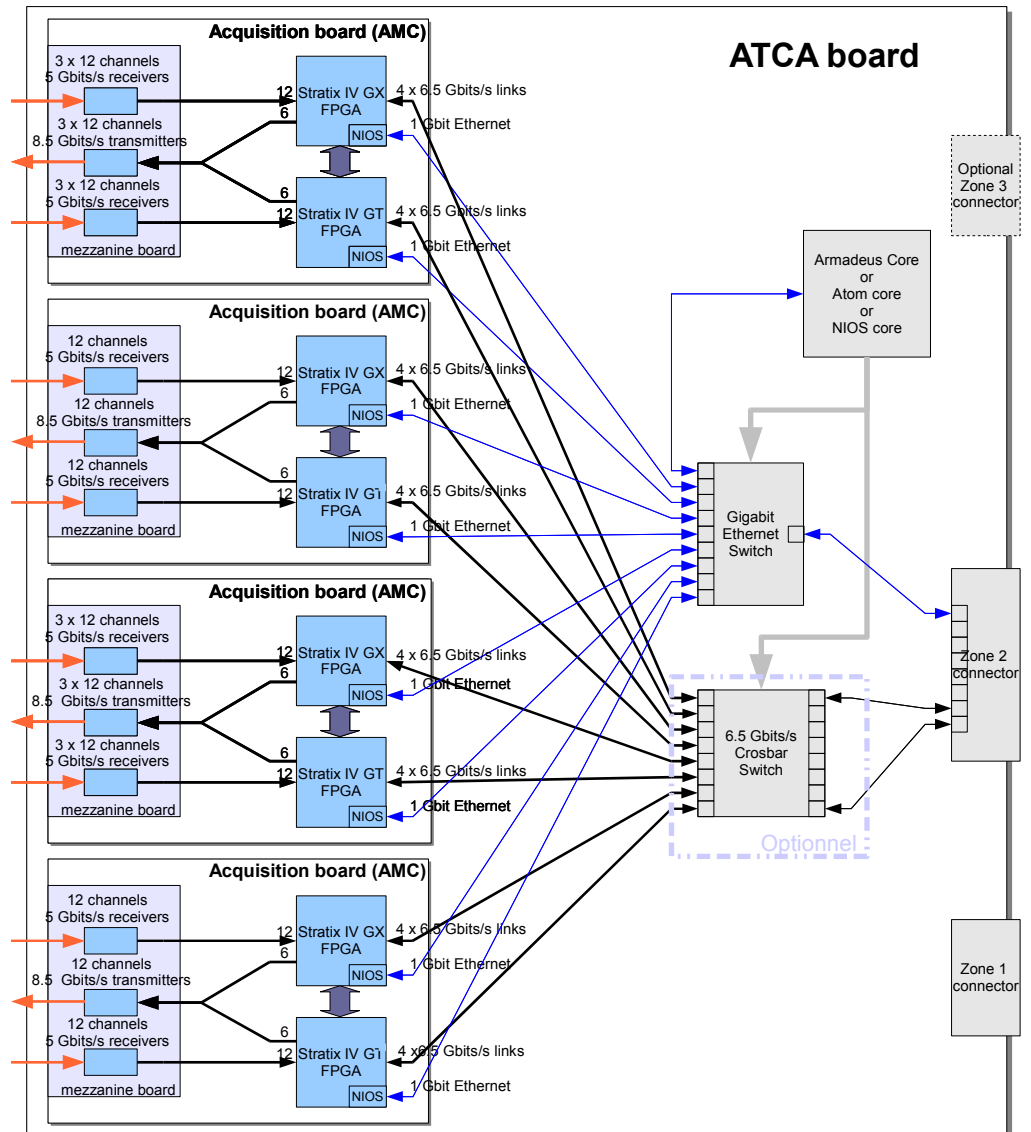 ATCA board
Acquisition board (AMC)
3 x 12 channels
5 Gbits/s receivers
3 x 12 channels
8.5 Gbits/s transmitters
3 x 12 channels
5 Gbits/s receivers
mezzanine board
12
6
Stratix IV GX
FPGA
NIOS
6
12
Stratix IV GT
FPGA
NIOS
4 x 6.5 Gbits/s links
1 Gbit Ethernet
4 x 6.5 Gbits/s links
1 Gbit Ethernet
Acquisition board (AMC)
12 channels
5 Gbits/s receivers
12 channels
8.5 Gbits/s transmitters
12 channels
5 Gbits/s receivers
mezzanine board
12
6
Stratix IV GX
FPGA
NIOS
6
12
Stratix IV GT
FPGA
NIOS
4 x 6.5 Gbits/s links
1 Gbit Ethernet
4 x 6.5 Gbits/s links
1 Gbit Ethernet
Acquisition board (AMC)
3 x 12 channels
5 Gbits/s receivers
3 x 12 channels
8.5 Gbits/s transmitters
3 x 12 channels
5 Gbits/s receivers
mezzanine board
12
6
Stratix IV GX
FPGA
NIOS
6
12
Stratix IV GT
FPGA
NIOS
4 x 6.5 Gbits/s links
1 Gbit Ethernet
4 x 6.5 Gbits/s links
1 Gbit Ethernet
Acquisition board (AMC)
12 channels
5 Gbits/s receivers
12 channels
8.5 Gbits/s transmitters
12 channels
5 Gbits/s receivers
mezzanine board
12
6
Stratix IV GX
FPGA
NIOS
6
12
Stratix IV GT
FPGA
NIOS
4 x 6.5 Gbits/s links
1 Gbit Ethernet
4 x6.5 Gbits/s links
1 Gbit Ethernet
Optional
Zone 3
connector
Armadeus Core
or
Atom core
or
NIOS core
Gigabit
Ethernet
Switch
Zone 2
connector
6.5 Gbits/s
Crosbar
Switch
Optionnel
Zone 1
connector